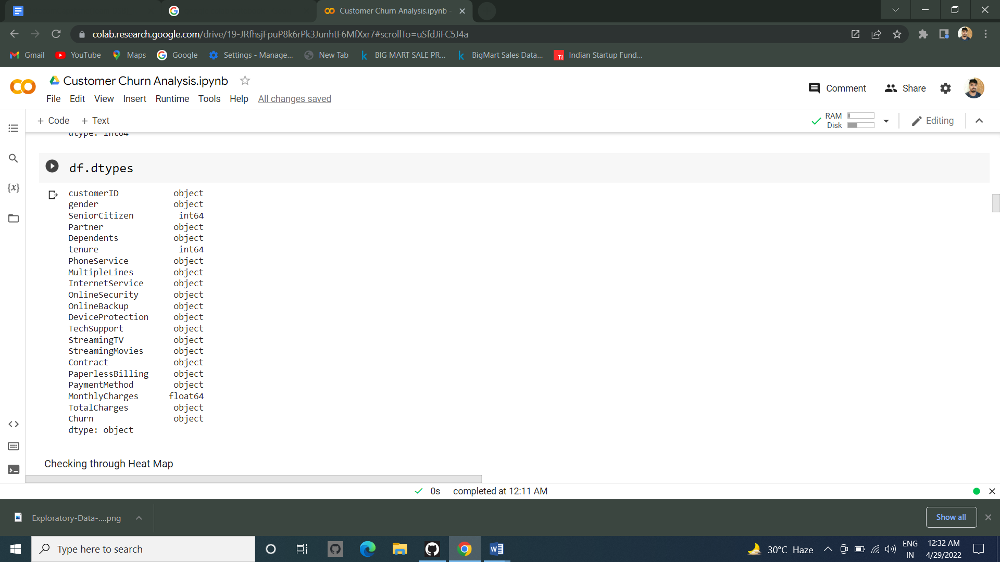 Customer Churn Analysis.ipynb -
colab.research.google.com/drive/19-JRfhsjFpuP8k6rPk3JunhtF6MfXxr7#scrollTo=uSfdJiFC5J4a
Gmail YouTube Maps Google Settings - Manage... New Tab BIG MART SALE PR... BigMart Sales Data... Indian Startup Fund...
Customer Churn Analysis.ipynb
Comment Share
File Edit View Insert Runtime Tools Help All changes saved
+ Code + Text RAM Disk Editing
dtype: int64
df.dtypes
customerID object
gender object
SeniorCitizen int64
Partner object
Dependents object
tenure int64
PhoneService object
MultipleLines object
InternetService object
OnlineSecurity object
OnlineBackup object
DeviceProtection object
TechSupport object
StreamingTV object
StreamingMovies object
Contract object
PaperlessBilling object
PaymentMethod object
MonthlyCharges float64
TotalCharges object
Churn object
dtype: object
Checking through Heat Map
0s completed at 12:11 AM
Exploratory-Data-....png Show all
Type here to search 30°C Haze ENG IN 12:32 AM 4/29/2022